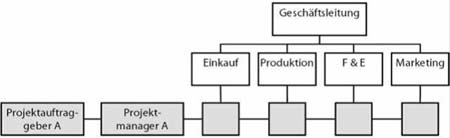 Geschäftsleitung
Einkauf
Produktion
F & E
Marketing
Projektauftrag-
geber A
Projekt-
manager A